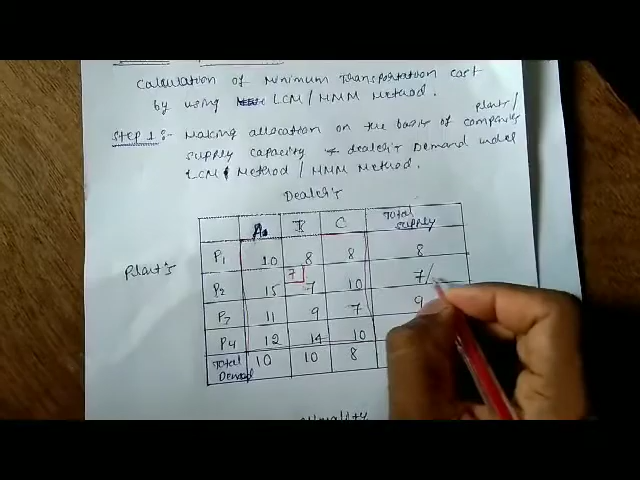 Calculation of Minimum Transportation Cost
by using LCM / MMM Method.
Step 1 :- Making allocation on the basis of company's plant's/
supply capacity & dealer's Demand under
LCM Method / MMM Method.
Dealer's
A B C Total Supply
Plant's
P1 10 8 8 8
P2 15 7 7 10 7/
P3 11 9 7 9
P4 12 14 10
Total Demand 10 10 8